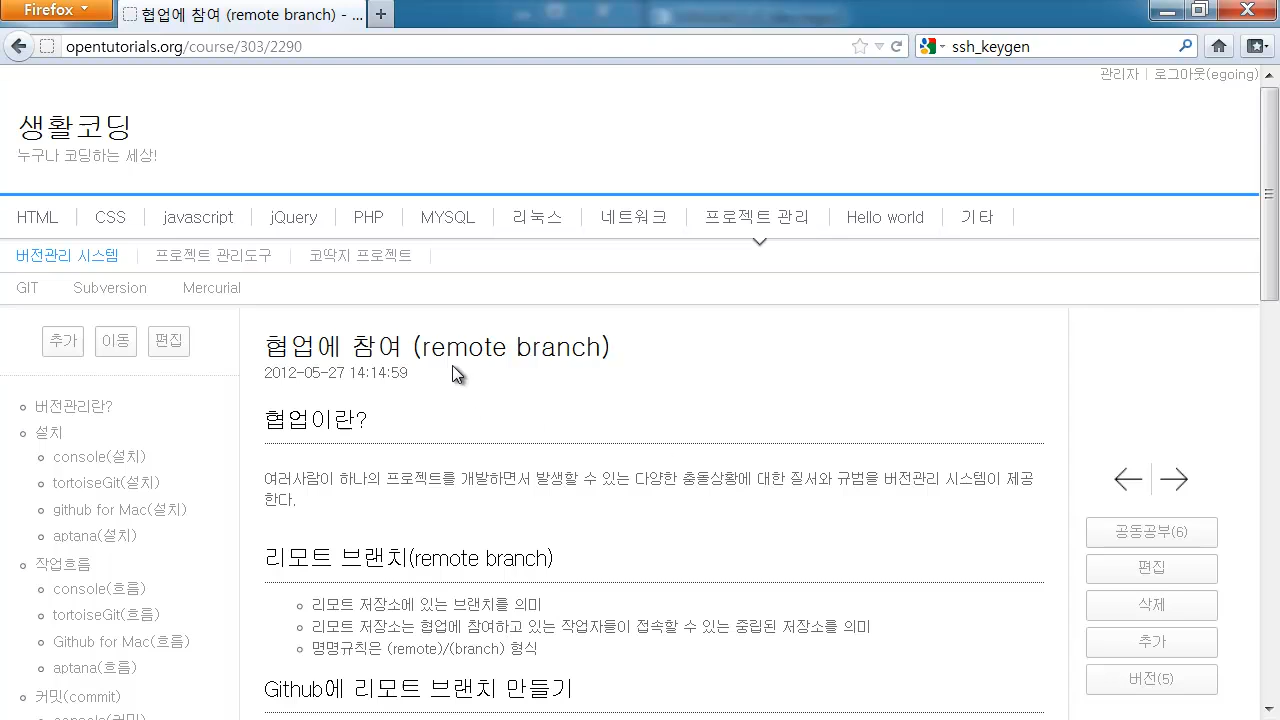 Firefox
협업에 참여 (remote branch) - ...
opentutorials.org/course/303/2290
ssh_keygen
관리자 | 로그아웃(egoing)
생활코딩
누구나 코딩하는 세상!
HTML CSS javascript jQuery PHP MYSQL 리눅스 네트워크 프로젝트 관리 Hello world 기타
버전관리 시스템 프로젝트 관리도구 코딱지 프로젝트
GIT Subversion Mercurial
추가 이동 편집
버전관리란?
설치
console(설치)
tortoiseGit(설치)
github for Mac(설치)
aptana(설치)
작업흐름
console(흐름)
tortoiseGit(흐름)
Github for Mac(흐름)
aptana(흐름)
커밋(commit)
협업에 참여 (remote branch)
2012-05-27 14:14:59
협업이란?
여러사람이 하나의 프로젝트를 개발하면서 발생할 수 있는 다양한 충돌상황에 대한 질서와 규범을 버전관리 시스템이 제공
한다.
리모트 브랜치(remote branch)
리모트 저장소에 있는 브랜치를 의미
리모트 저장소는 협업에 참여하고 있는 작업자들이 접속할 수 있는 중립된 저장소를 의미
명명규칙은 (remote)/(branch) 형식
Github에 리모트 브랜치 만들기
공동공부(6)
편집
삭제
추가
버전(5)